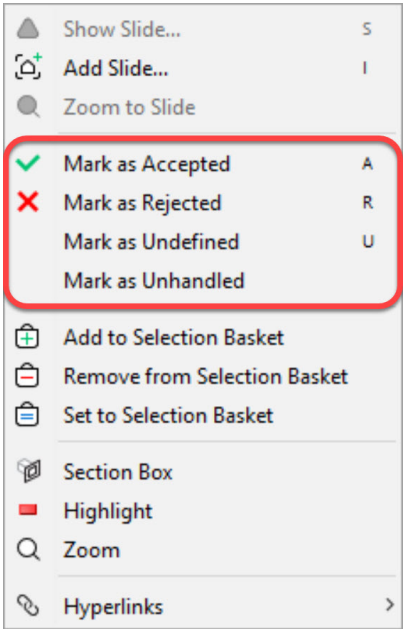 Show Slide... S
Add Slide... I
Zoom to Slide
Mark as Accepted A
Mark as Rejected R
Mark as Undefined U
Mark as Unhandled
Add to Selection Basket
Remove from Selection Basket
Set to Selection Basket
Section Box
Highlight
Zoom
Hyperlinks